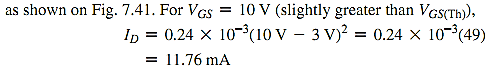 as shown on Fig. 7.41. For V_GS = 10 V (slightly greater than V_GS(Th)),
I_D = 0.24 × 10⁻³(10 V − 3 V)² = 0.24 × 10⁻³(49)
= 11.76 mA